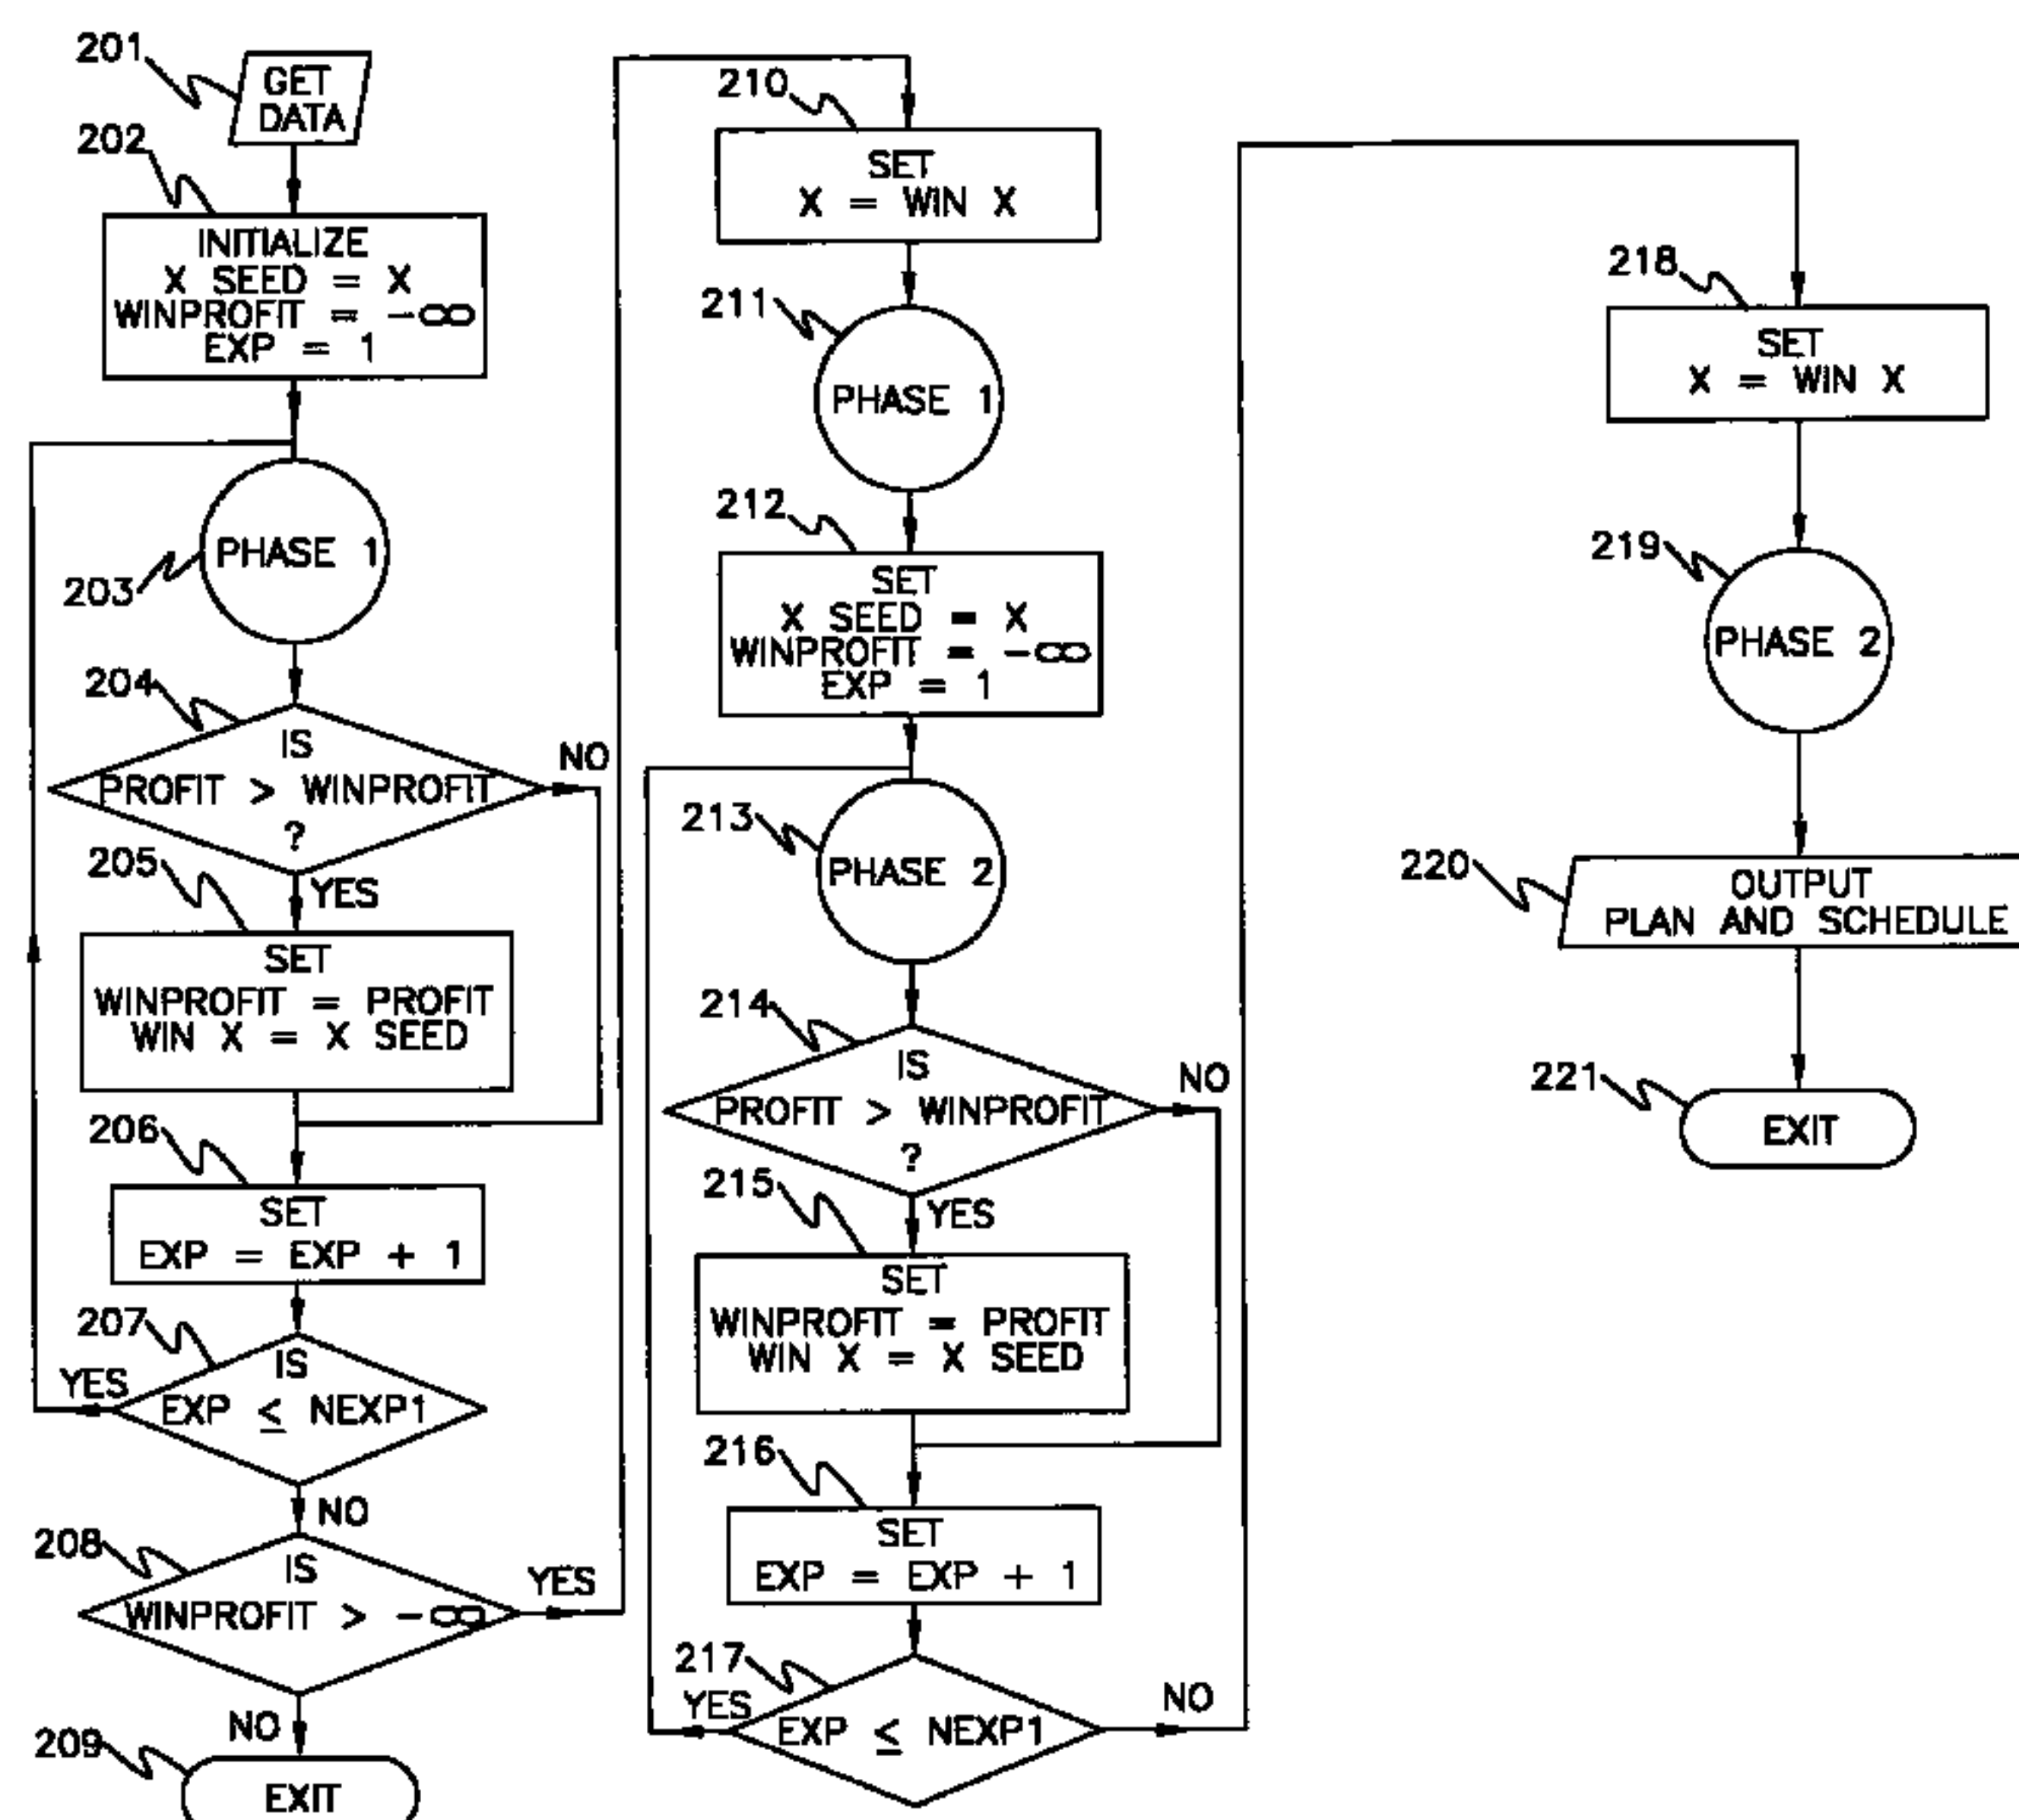 201
GET
DATA
202
INITIALIZE
X SEED = X
WINPROFIT = -∞
EXP = 1
PHASE 1
203
204
IS
PROFIT > WINPROFIT
?
NO
YES
205
SET
WINPROFIT = PROFIT
WIN X = X SEED
206
SET
EXP = EXP + 1
207
IS
EXP ≤ NEXP1
YES
NO
208
IS
WINPROFIT > -∞
YES
NO
209
EXIT
210
SET
X = WIN X
211
PHASE 1
212
SET
X SEED = X
WINPROFIT = -∞
EXP = 1
213
PHASE 2
214
IS
PROFIT > WINPROFIT
?
NO
YES
215
SET
WINPROFIT = PROFIT
WIN X = X SEED
216
SET
EXP = EXP + 1
217
YES
EXP ≤ NEXP1
NO
218
SET
X = WIN X
219
PHASE 2
220
OUTPUT
PLAN AND SCHEDULE
221
EXIT